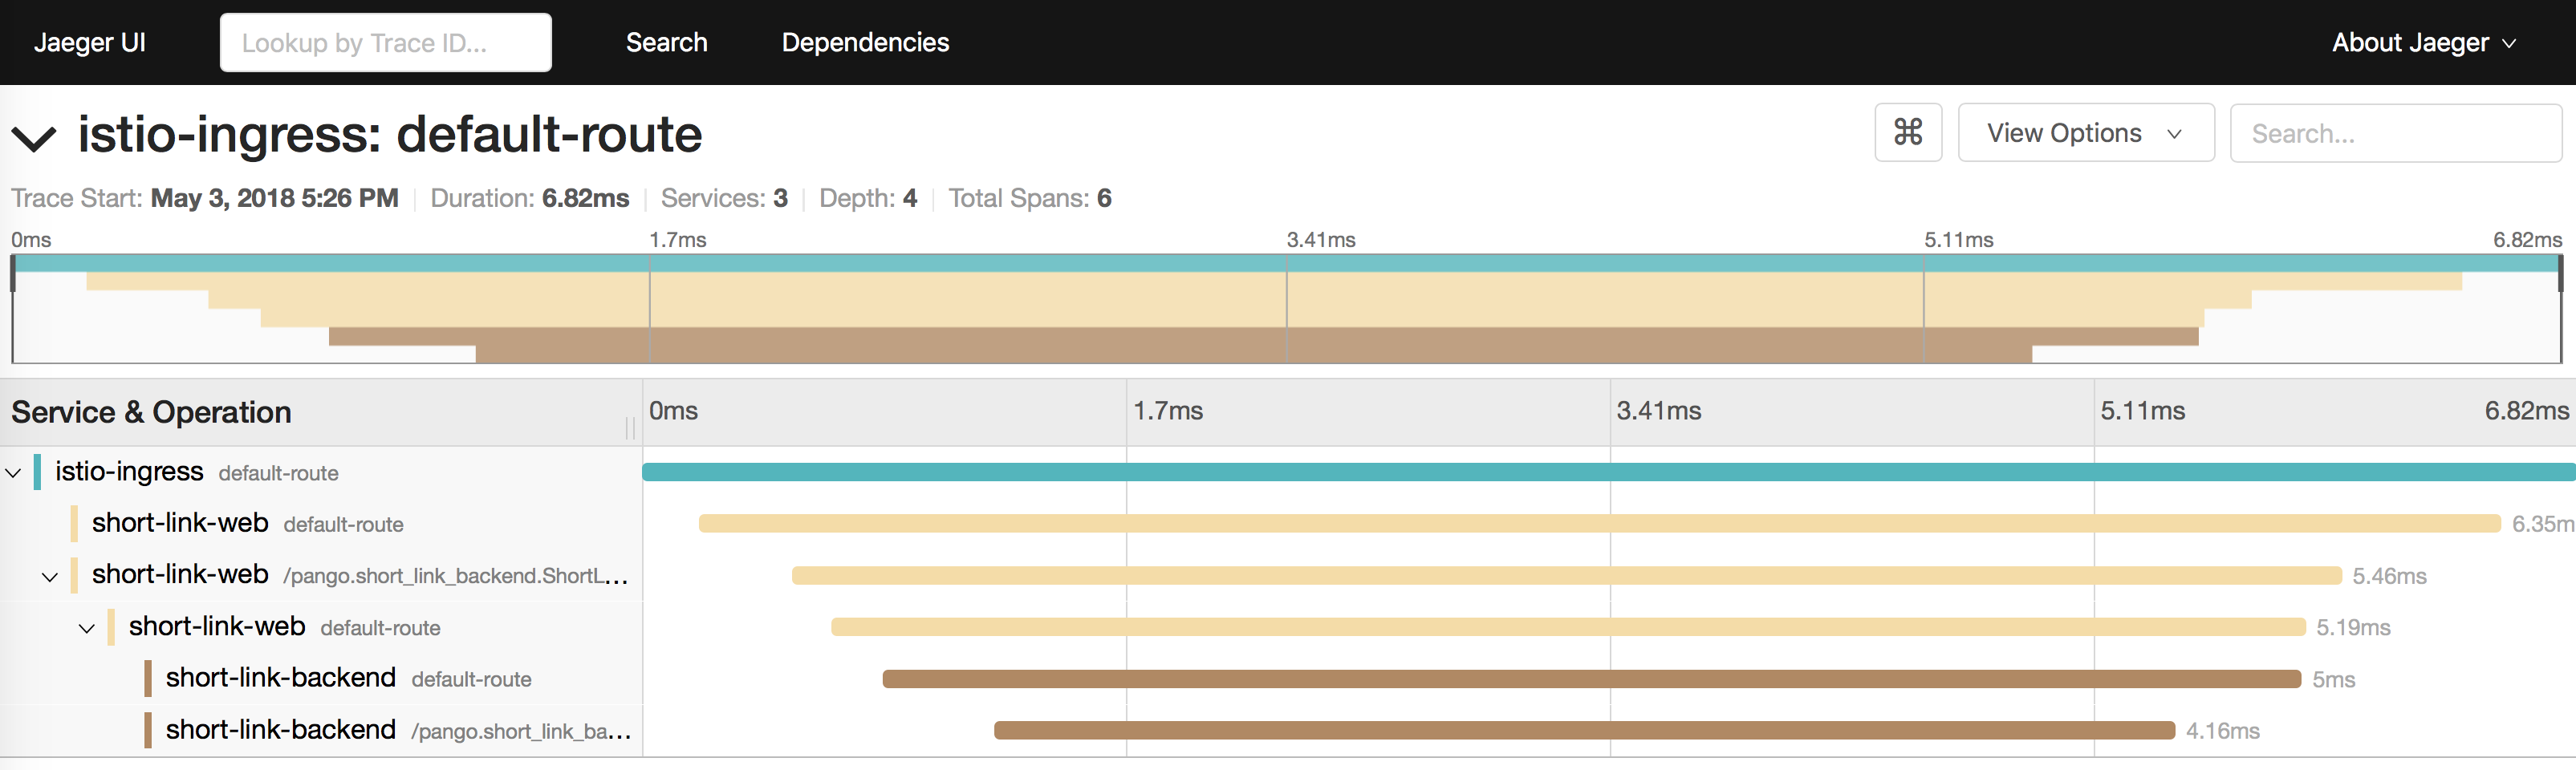 Jaeger UI Lookup by Trace ID... Search Dependencies About Jaeger
istio-ingress: default-route ⌘ View Options Search...
Trace Start: May 3, 2018 5:26 PM Duration: 6.82ms Services: 3 Depth: 4 Total Spans: 6
0ms 1.7ms 3.41ms 5.11ms 6.82ms
Service & Operation 0ms 1.7ms 3.41ms 5.11ms 6.82ms
istio-ingress default-route
short-link-web default-route 6.35m
short-link-web /pango.short_link_backend.ShortL... 5.46ms
short-link-web default-route 5.19ms
short-link-backend default-route 5ms
short-link-backend /pango.short_link_ba... 4.16ms